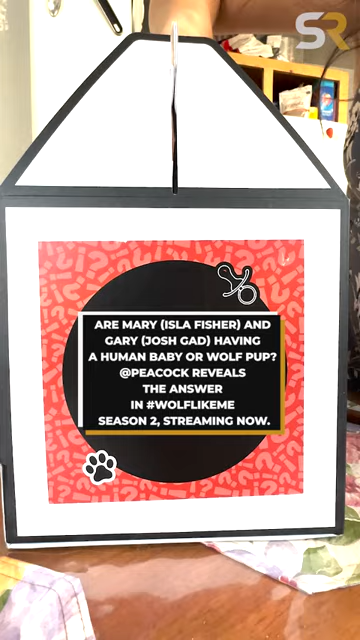 SR
ARE MARY (ISLA FISHER) AND
GARY (JOSH GAD) HAVING
A HUMAN BABY OR WOLF PUP?
@PEACOCK REVEALS
THE ANSWER
IN #WOLFLIKEME
SEASON 2, STREAMING NOW.